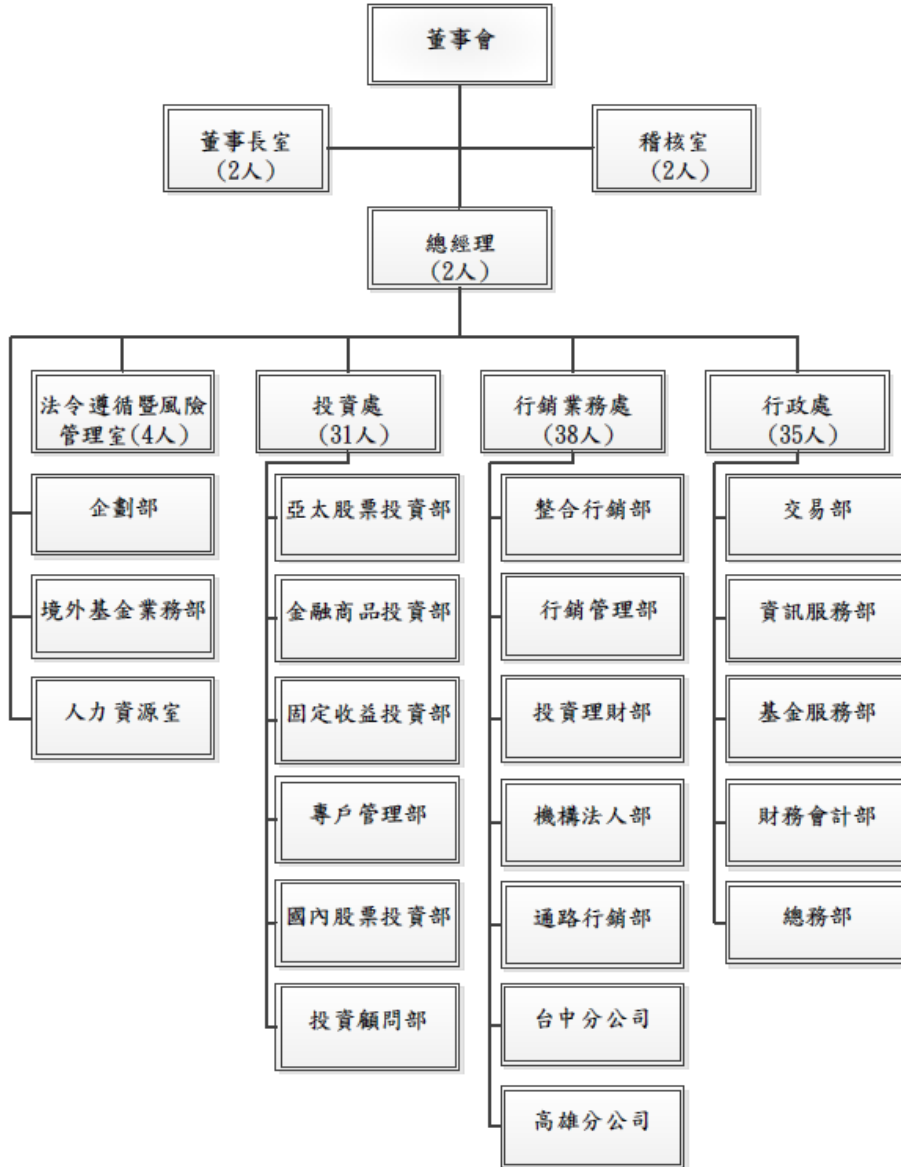 董事會
董事長室
(2人)
稽核室
(2人)
總經理
(2人)
法令遵循暨風險
管理室(4人)
投資處
(31人)
行銷業務處
(38人)
行政處
(35人)
企劃部
亞太股票投資部
整合行銷部
交易部
境外基金業務部
金融商品投資部
行銷管理部
資訊服務部
人力資源室
固定收益投資部
投資理財部
基金服務部
專戶管理部
機構法人部
財務會計部
國內股票投資部
通路行銷部
總務部
投資顧問部
台中分公司
高雄分公司